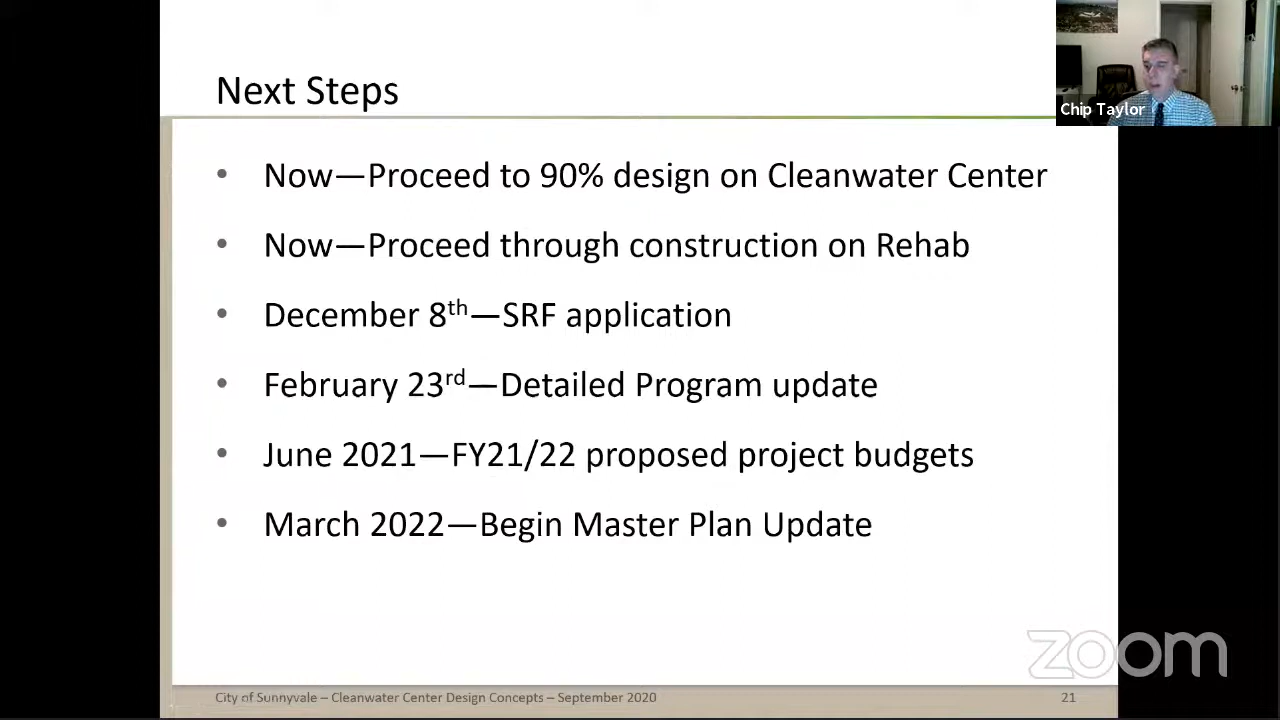 Next Steps
Chip Taylor
• Now—Proceed to 90% design on Cleanwater Center
• Now—Proceed through construction on Rehab
• December 8th—SRF application
• February 23rd—Detailed Program update
• June 2021—FY21/22 proposed project budgets
• March 2022—Begin Master Plan Update
zoom
City of Sunnyvale – Cleanwater Center Design Concepts – September 2020
21